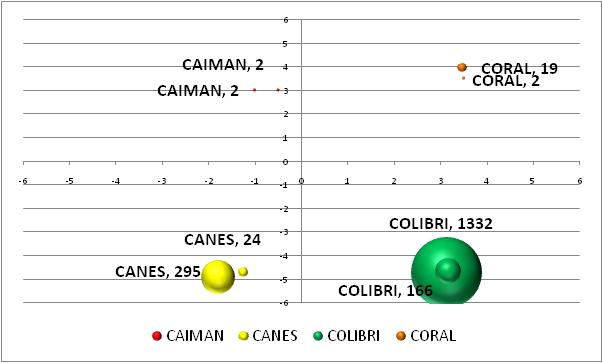 6
5
CAIMAN, 2
4
CORAL, 19
CAIMAN, 2
3
CORAL, 2
2
1
0
-6 -5 -4 -3 -2 -1 0 1 2 3 4 5 6
-1
-2
COLIBRI, 1332
-3
CANES, 24
-4
CANES, 295
-5
COLIBRI, 166
-6
CAIMAN CANES COLIBRI CORAL